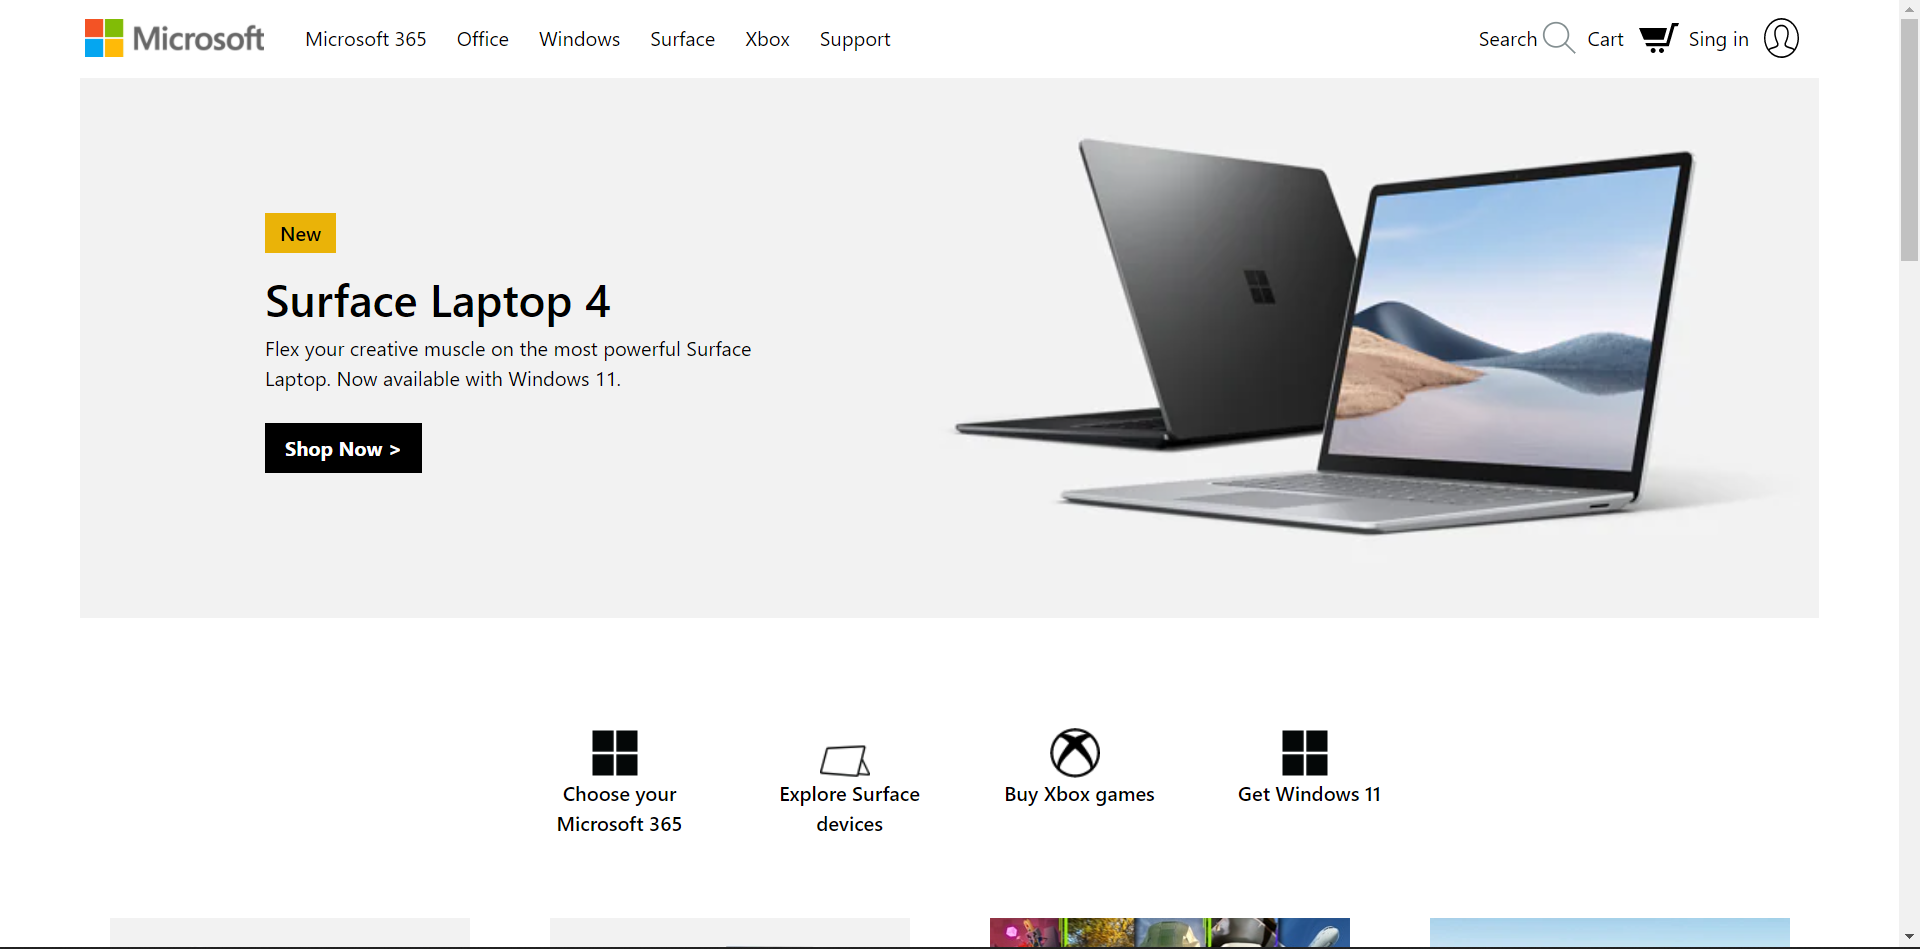 Microsoft
Microsoft 365 Office Windows Surface Xbox Support
Search Cart Sing in
New
Surface Laptop 4
Flex your creative muscle on the most powerful Surface
Laptop. Now available with Windows 11.
Shop Now >
Choose your
Microsoft 365
Explore Surface
devices
Buy Xbox games
Get Windows 11